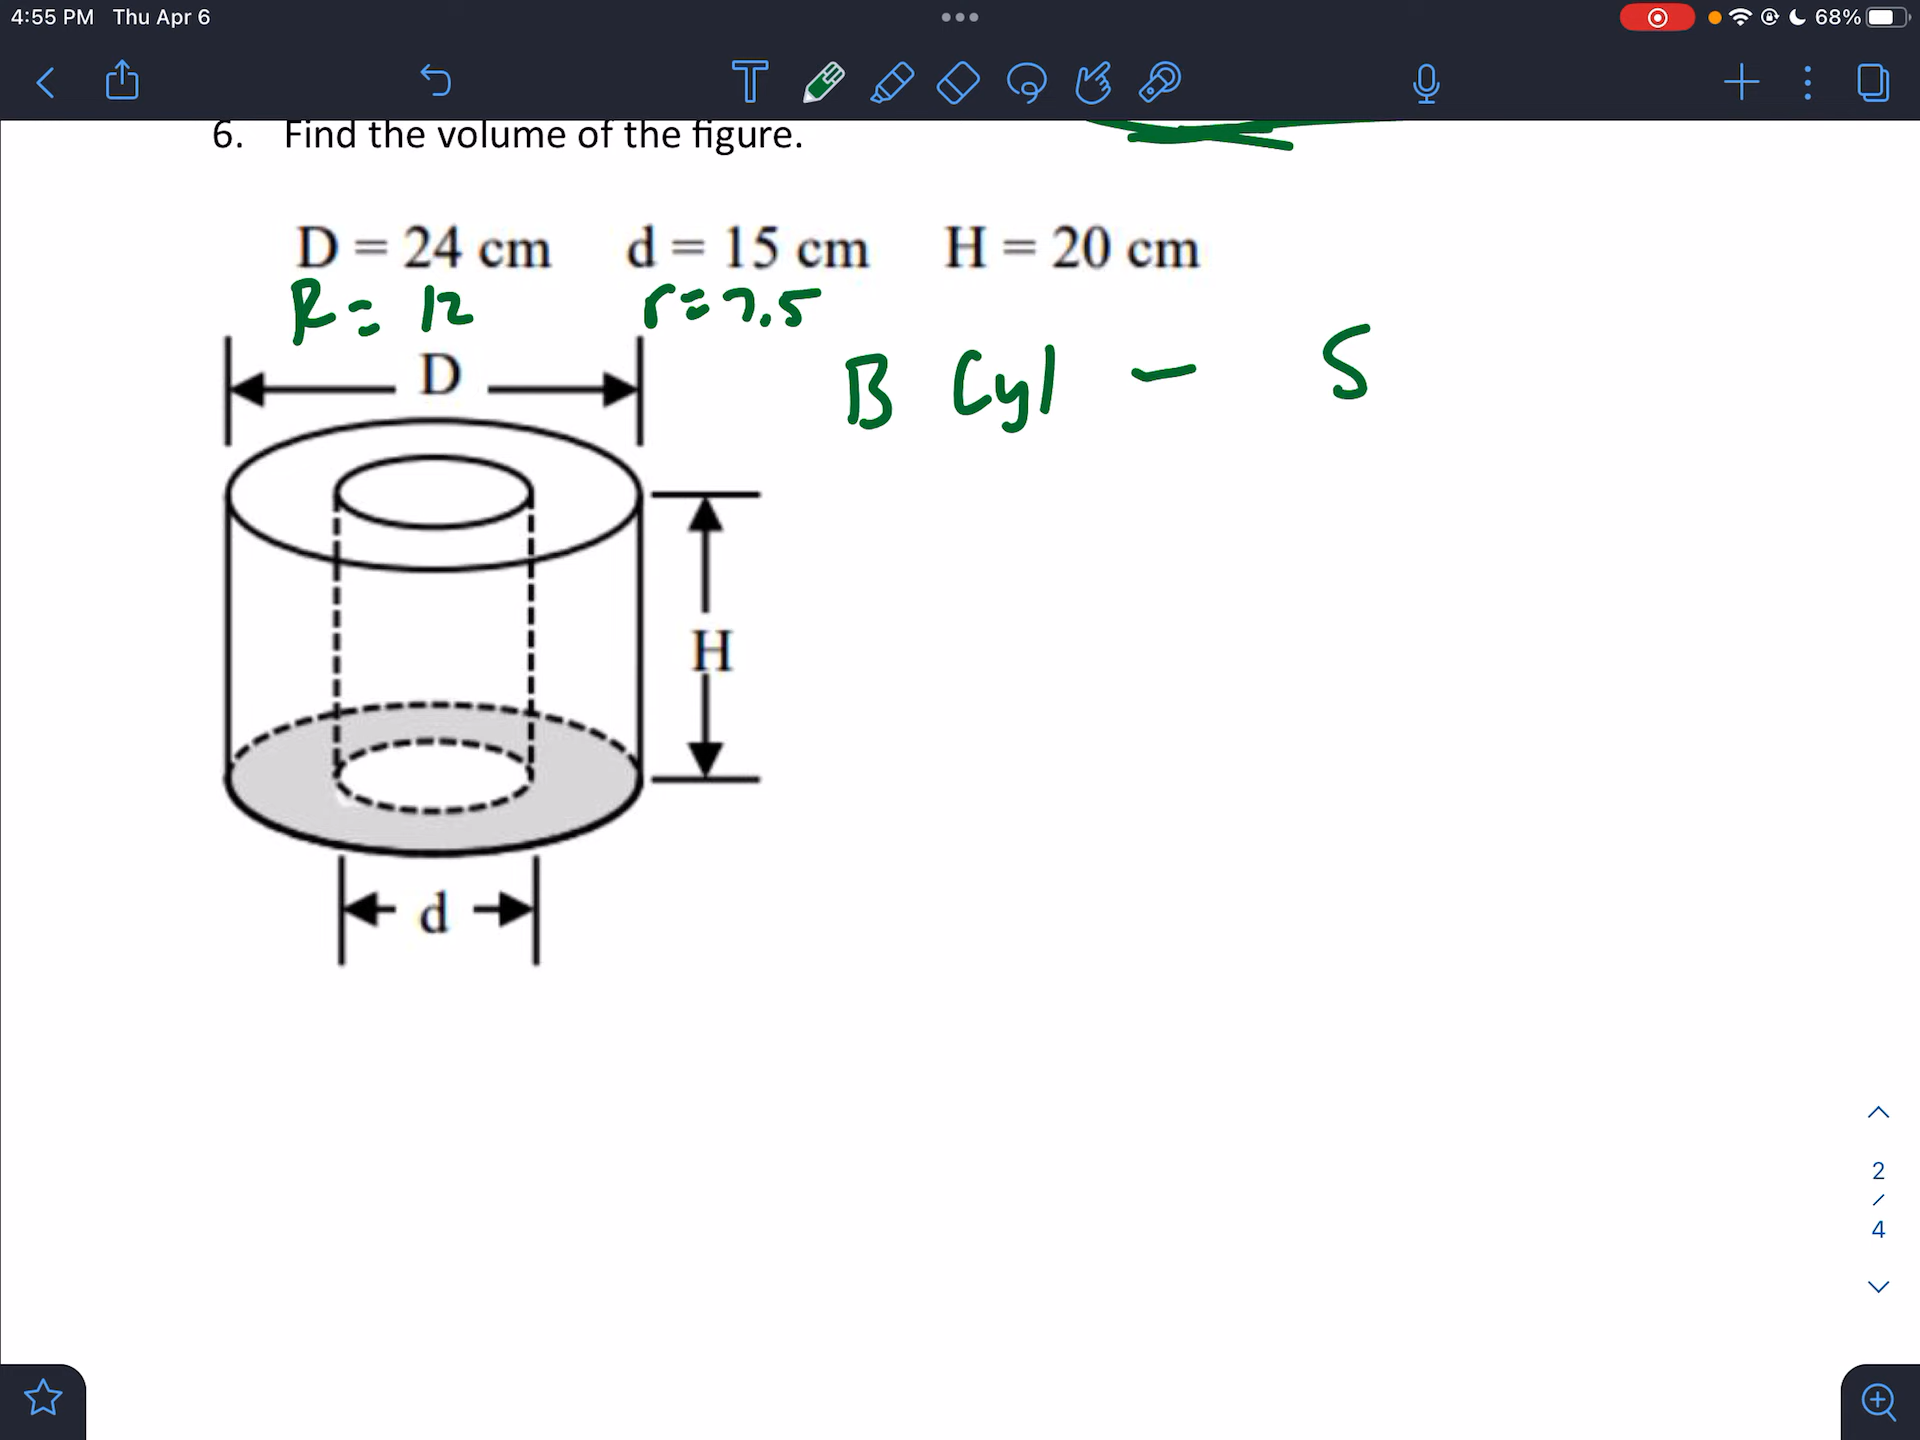 4:55 PM Thu Apr 6
68%
6. Find the volume of the figure.
D = 24 cm d = 15 cm H = 20 cm
R = 12 r = 7.5
D
B Cyl - S
H
d
2
/
4